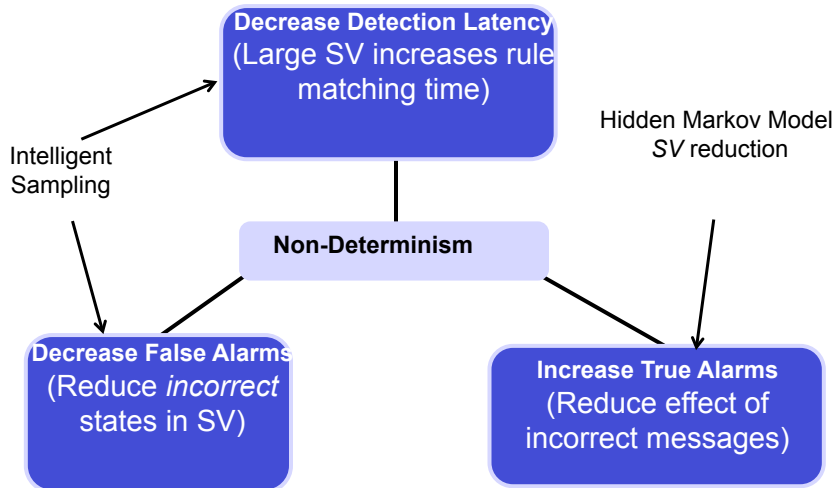 Decrease Detection Latency
(Large SV increases rule
matching time)
Hidden Markov Model
SV reduction
Intelligent
Sampling
Non-Determinism
Decrease False Alarms
(Reduce incorrect
states in SV)
Increase True Alarms
(Reduce effect of
incorrect messages)